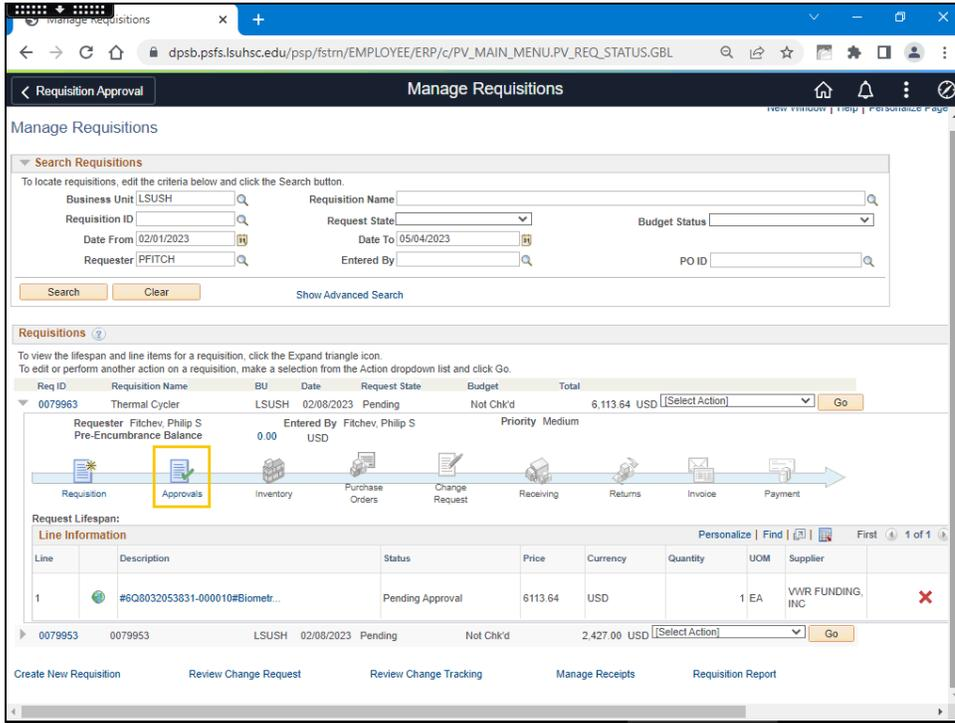 Manage Requisitions
dpsb.psfs.lsuhsc.edu/psp/fstrn/EMPLOYEE/ERP/c/PV_MAIN_MENU.PV_REQ_STATUS.GBL
Requisition Approval Manage Requisitions
New Window | Help | Personalize Page
Manage Requisitions
Search Requisitions
To locate requisitions, edit the criteria below and click the Search button.
Business Unit LSUSH Requisition Name
Requisition ID Request State Budget Status
Date From 02/01/2023 Date To 05/04/2023
Requester PFITCH Entered By PO ID
Search Clear Show Advanced Search
Requisitions
To view the lifespan and line items for a requisition, click the Expand triangle icon.
To edit or perform another action on a requisition, make a selection from the Action dropdown list and click Go.
Req ID Requisition Name BU Date Request State Budget Total
0079963 Thermal Cycler LSUSH 02/08/2023 Pending Not Chk'd 6,113.64 USD [Select Action] Go
Requester Fitchev, Philip S Entered By Fitchev, Philip S Priority Medium
Pre-Encumbrance Balance 0.00 USD
Requisition Approvals Inventory Purchase Orders Change Request Receiving Returns Invoice Payment
Request Lifespan:
Line Information Personalize | Find | First 1 of 1
Line Description Status Price Currency Quantity UOM Supplier
1 #6Q8032053831-000010#Biometr... Pending Approval 6113.64 USD 1 EA VWR FUNDING, INC
0079953 0079953 LSUSH 02/08/2023 Pending Not Chk'd 2,427.00 USD [Select Action] Go
Create New Requisition Review Change Request Review Change Tracking Manage Receipts Requisition Report